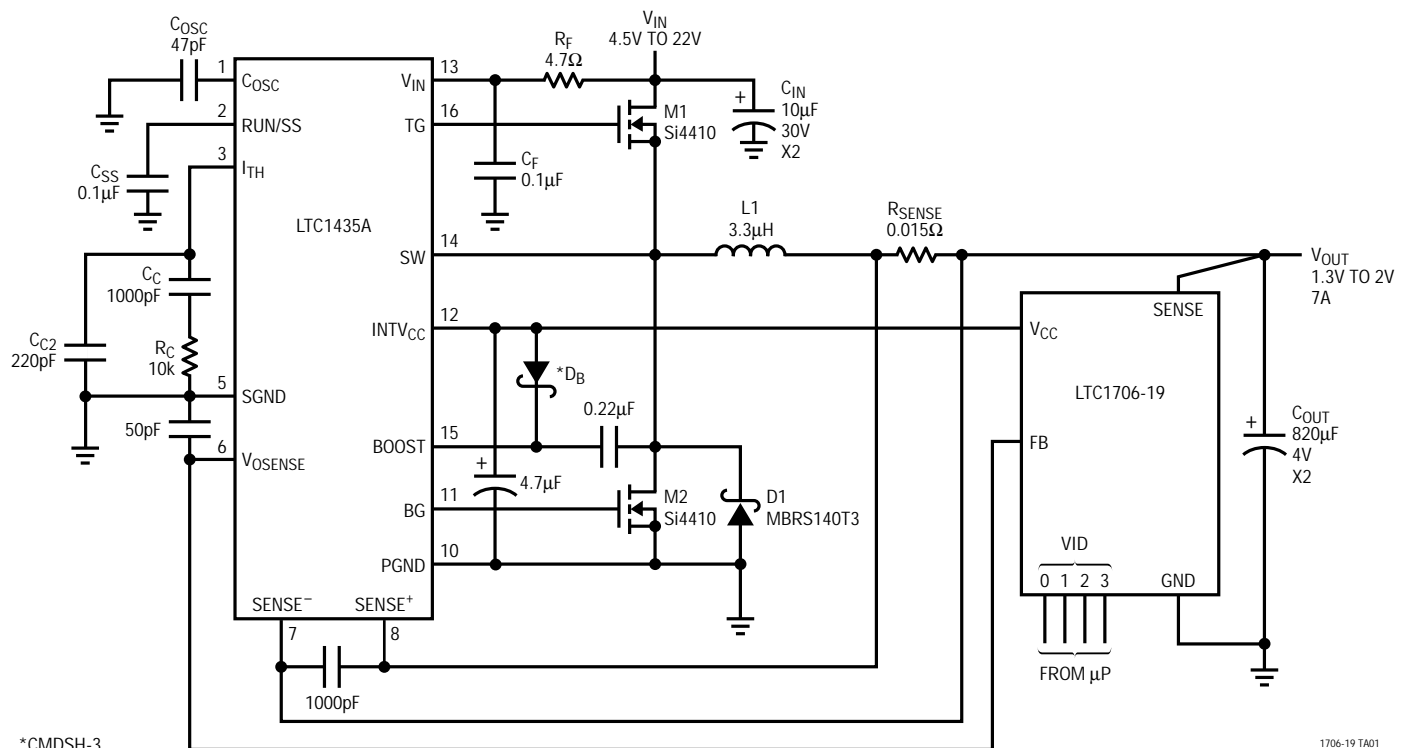 C_OSC
47pF
1
C_OSC
2
RUN/SS
3
I_TH
C_SS
0.1µF
LTC1435A
C_C
1000pF
C_C2
220pF
R_C
10k
5
SGND
50pF
6
V_OSENSE
SENSE⁻
7
SENSE⁺
8
1000pF
V_IN
13
TG
16
SW
14
INTV_CC
12
BOOST
15
BG
11
PGND
10
R_F
4.7Ω
V_IN
4.5V TO 22V
C_F
0.1µF
M1
Si4410
+
C_IN
10µF
30V
X2
L1
3.3µH
R_SENSE
0.015Ω
V_OUT
1.3V TO 2V
7A
*D_B
0.22µF
+
4.7µF
M2
Si4410
D1
MBRS140T3
SENSE
V_CC
LTC1706-19
FB
VID
0 1 2 3
GND
FROM µP
+
C_OUT
820µF
4V
X2
*CMDSH-3
1706-19 TA01